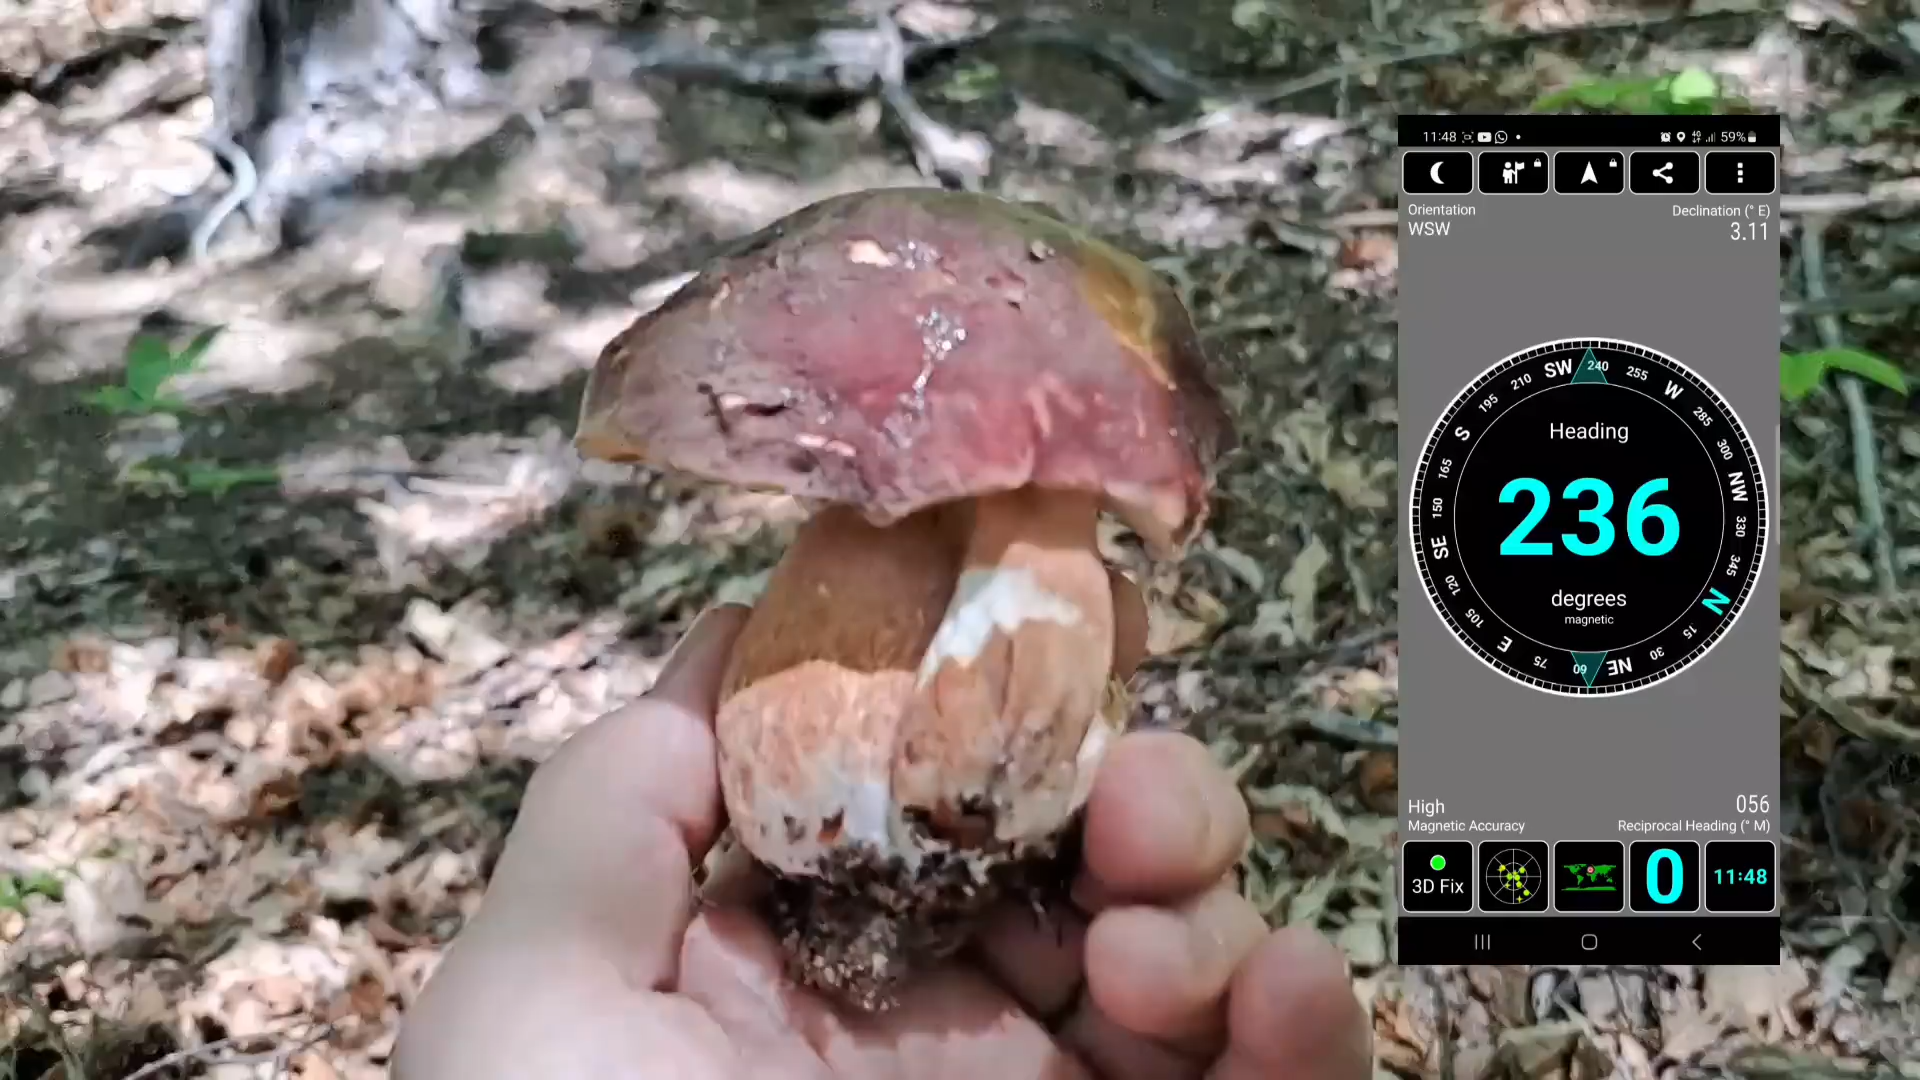 11:48 59%
Orientation
WSW
Declination (° E)
3.11
SW 240 255 W 285 300 NW 330 345 N 15 30 NE 60 75 E 105 120 SE 150 165 S 195 210
Heading
236
degrees
magnetic
High
Magnetic Accuracy
056
Reciprocal Heading (° M)
3D Fix
0
11:48